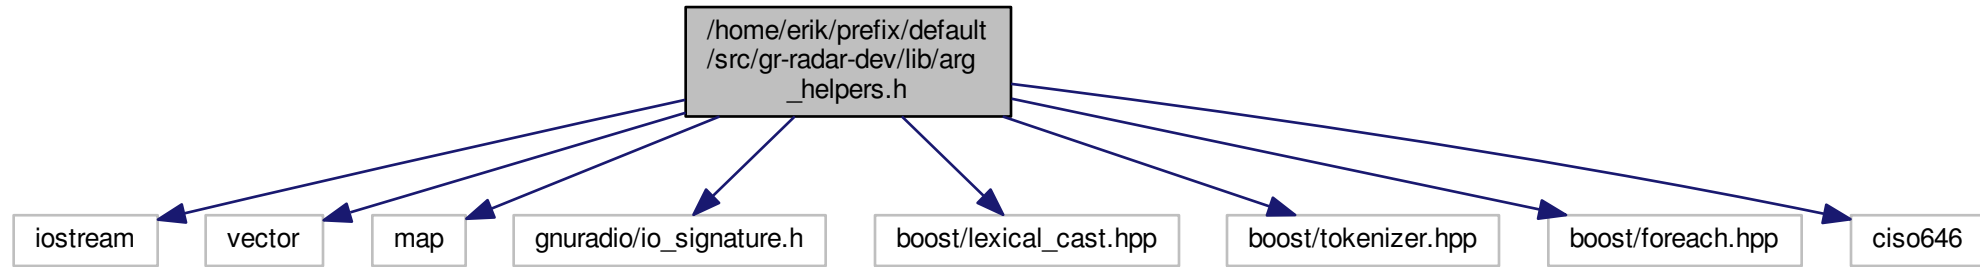 /home/erik/prefix/default
/src/gr-radar-dev/lib/arg
_helpers.h
iostream
vector
map
gnuradio/io_signature.h
boost/lexical_cast.hpp
boost/tokenizer.hpp
boost/foreach.hpp
ciso646